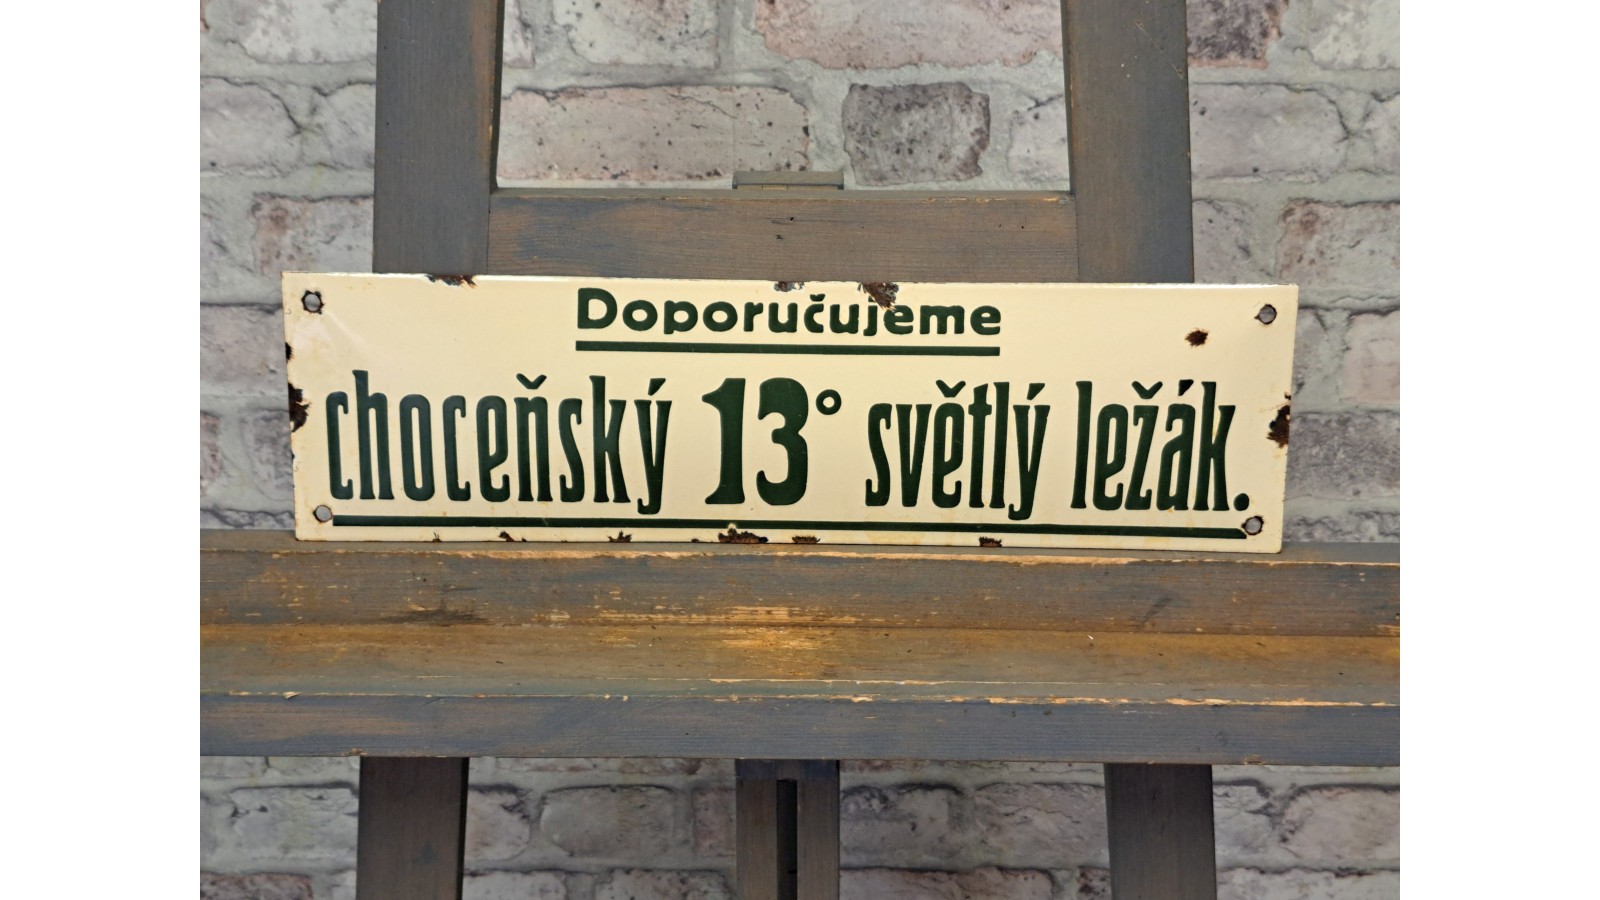 Doporučujeme
choceňský 13° světlý ležák.